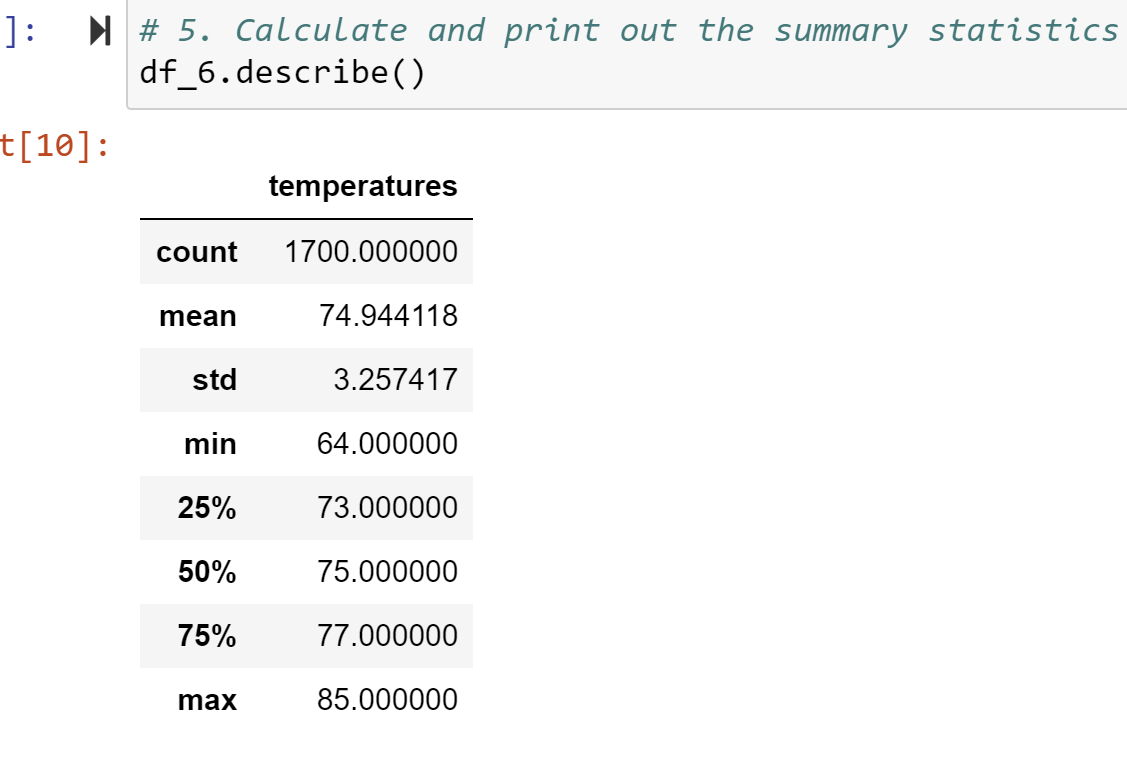 ]: # 5. Calculate and print out the summary statistics
df_6.describe()
t[10]:
temperatures
count 1700.000000
mean 74.944118
std 3.257417
min 64.000000
25% 73.000000
50% 75.000000
75% 77.000000
max 85.000000